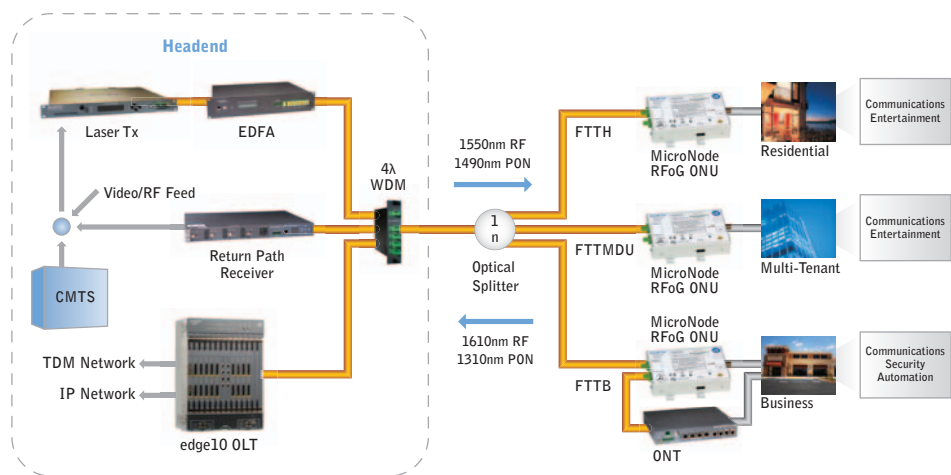 Headend
Laser Tx
EDFA
4λ
WDM
Video/RF Feed
Return Path
Receiver
CMTS
TDM Network
IP Network
edge10 OLT
1550nm RF
1490nm PON
1
n
Optical
Splitter
1610nm RF
1310nm PON
FTTH
MicroNode
RFoG ONU
Residential
Communications
Entertainment
FTTMDU
MicroNode
RFoG ONU
Multi-Tenant
Communications
Entertainment
MicroNode
RFoG ONU
FTTB
Business
Communications
Security
Automation
ONT